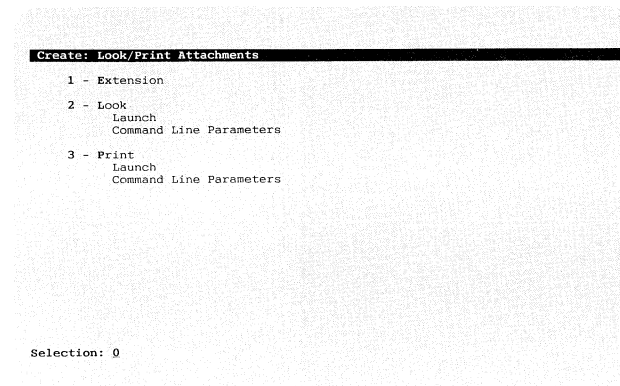 Create: Look/Print Attachments
1 - Extension
2 - Look
Launch
Command Line Parameters
3 - Print
Launch
Command Line Parameters
Selection: 0